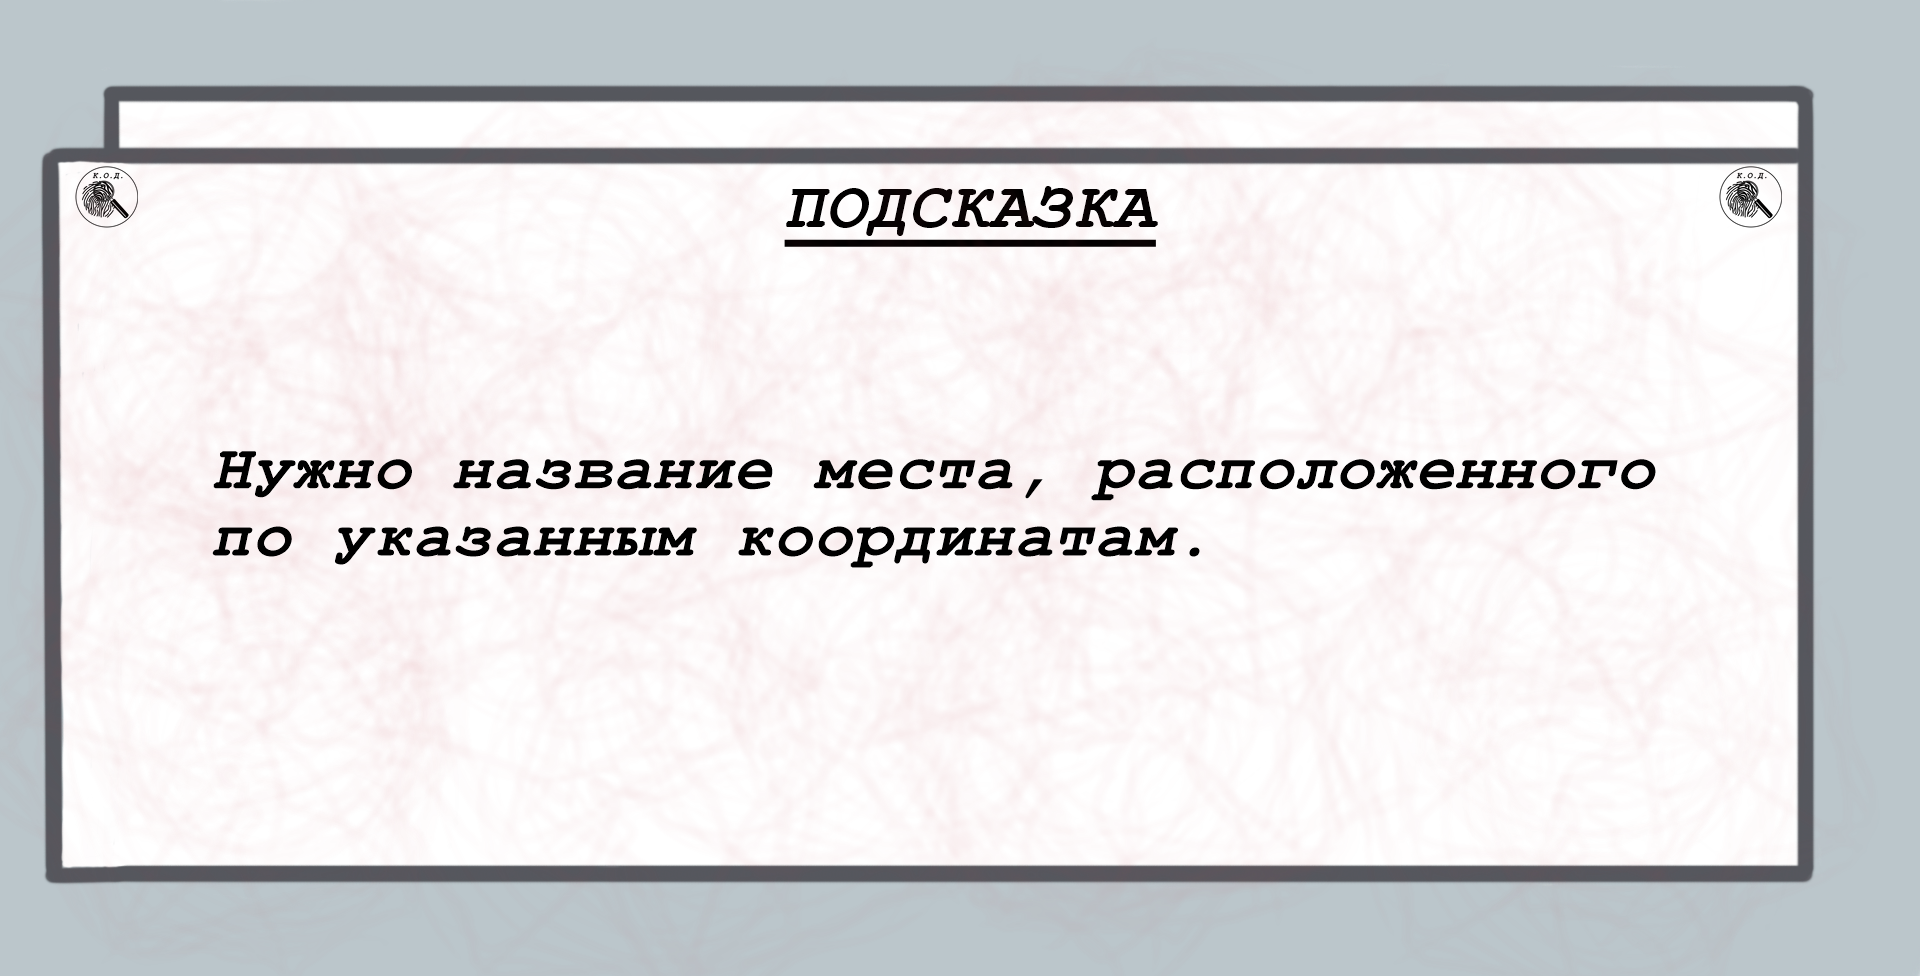 К.О.Д.
К.О.Д.
ПОДСКАЗКА
Нужно название места, расположенного
по указанным координатам.